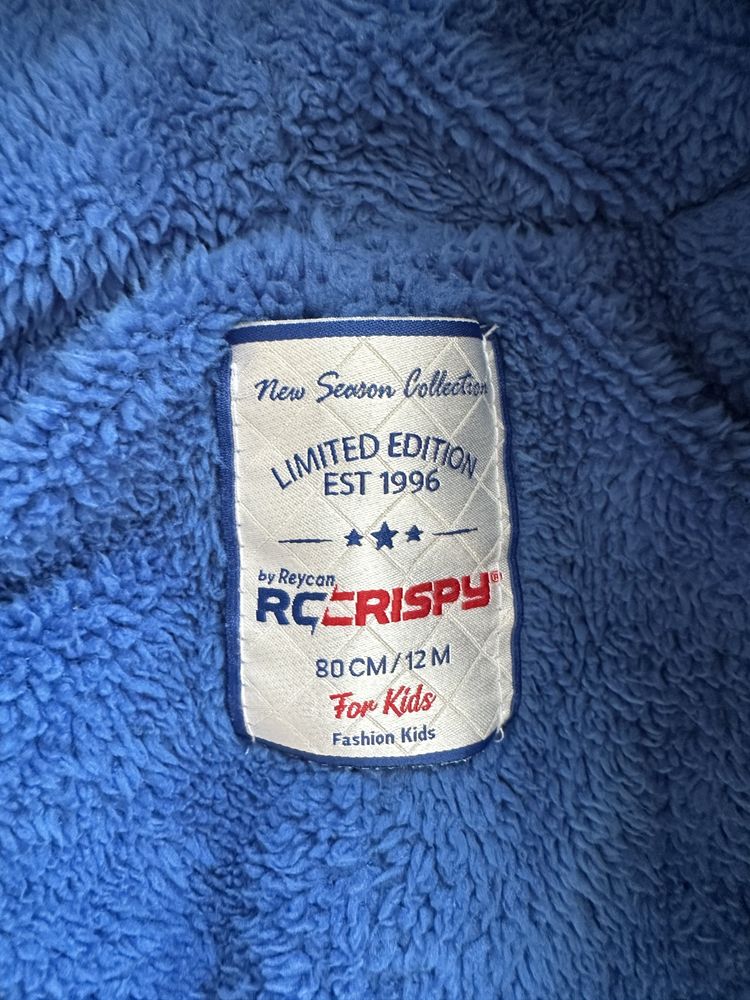 New Season Collection
LIMITED EDITION
EST 1996
by Reycan
RCCRISPY®
80 CM/12 M
For Kids
Fashion Kids